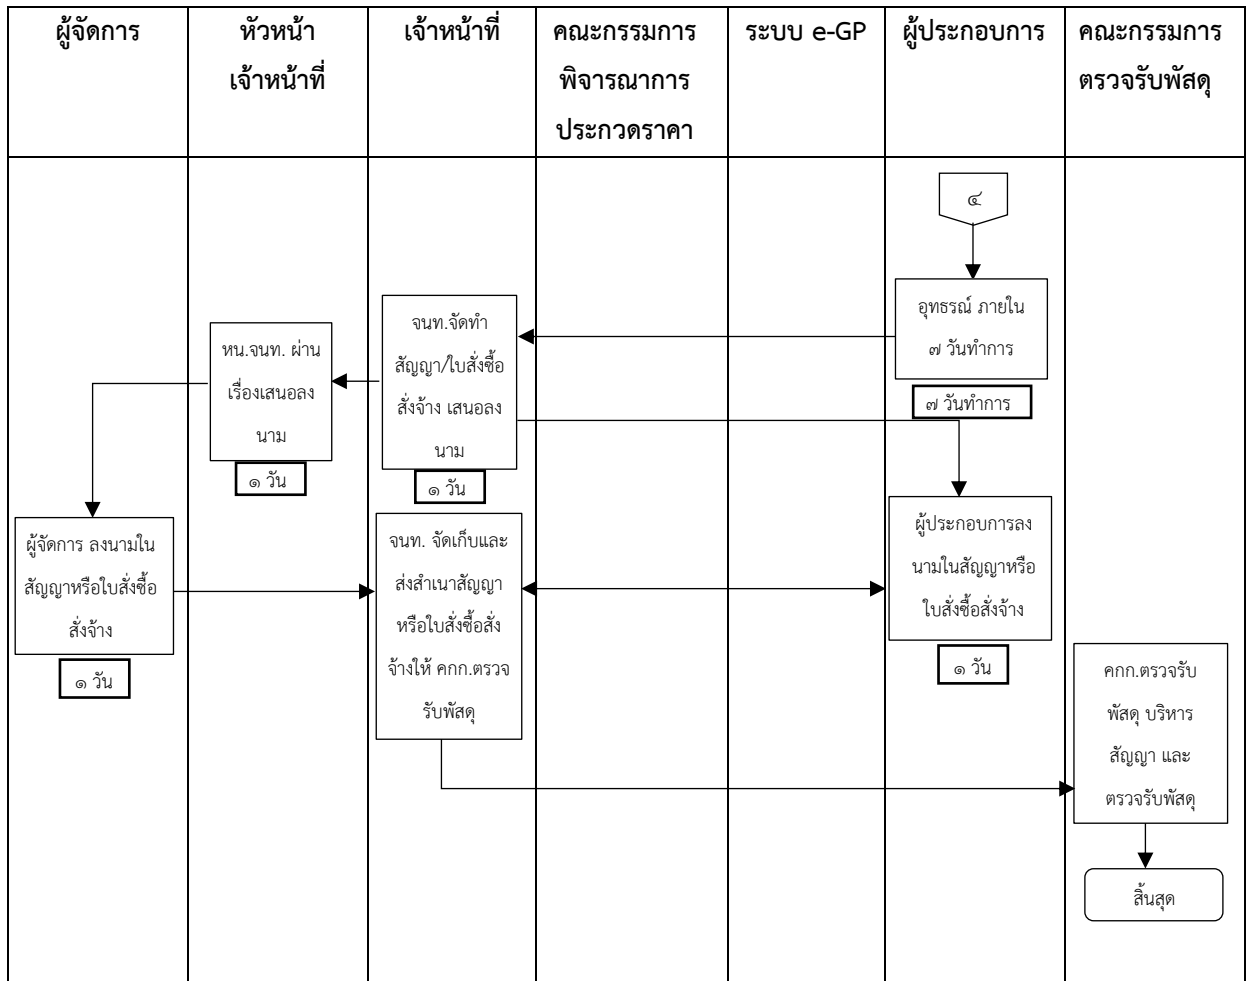 ผู้จัดการ
หัวหน้า
เจ้าหน้าที่
เจ้าหน้าที่
คณะกรรมการ
พิจารณาการ
ประกวดราคา
ระบบ e-GP
ผู้ประกอบการ
คณะกรรมการ
ตรวจรับพัสดุ
๔
อุทธรณ์ ภายใน
๗ วันทำการ
๗ วันทำการ
จนท.จัดทำ
สัญญา/ใบสั่งซื้อ
สั่งจ้าง เสนอลง
นาม
๑ วัน
หน.จนท. ผ่าน
เรื่องเสนอลง
นาม
๑ วัน
ผู้จัดการ ลงนามใน
สัญญาหรือใบสั่งซื้อ
สั่งจ้าง
๑ วัน
จนท. จัดเก็บและ
ส่งสำเนาสัญญา
หรือใบสั่งซื้อสั่ง
จ้างให้ คกก.ตรวจ
รับพัสดุ
ผู้ประกอบการลง
นามในสัญญาหรือ
ใบสั่งซื้อสั่งจ้าง
๑ วัน
คกก.ตรวจรับ
พัสดุ บริหาร
สัญญา และ
ตรวจรับพัสดุ
สิ้นสุด